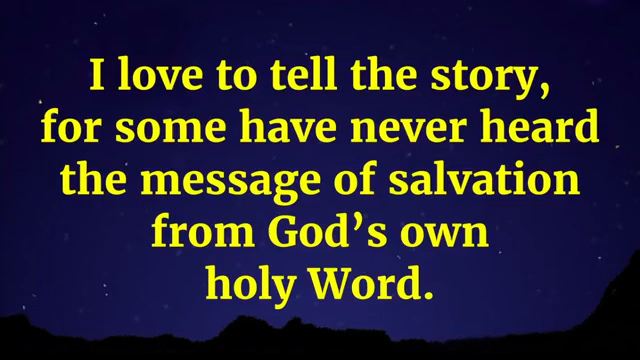 I love to tell the story,
for some have never heard
the message of salvation
from God’s own
holy Word.